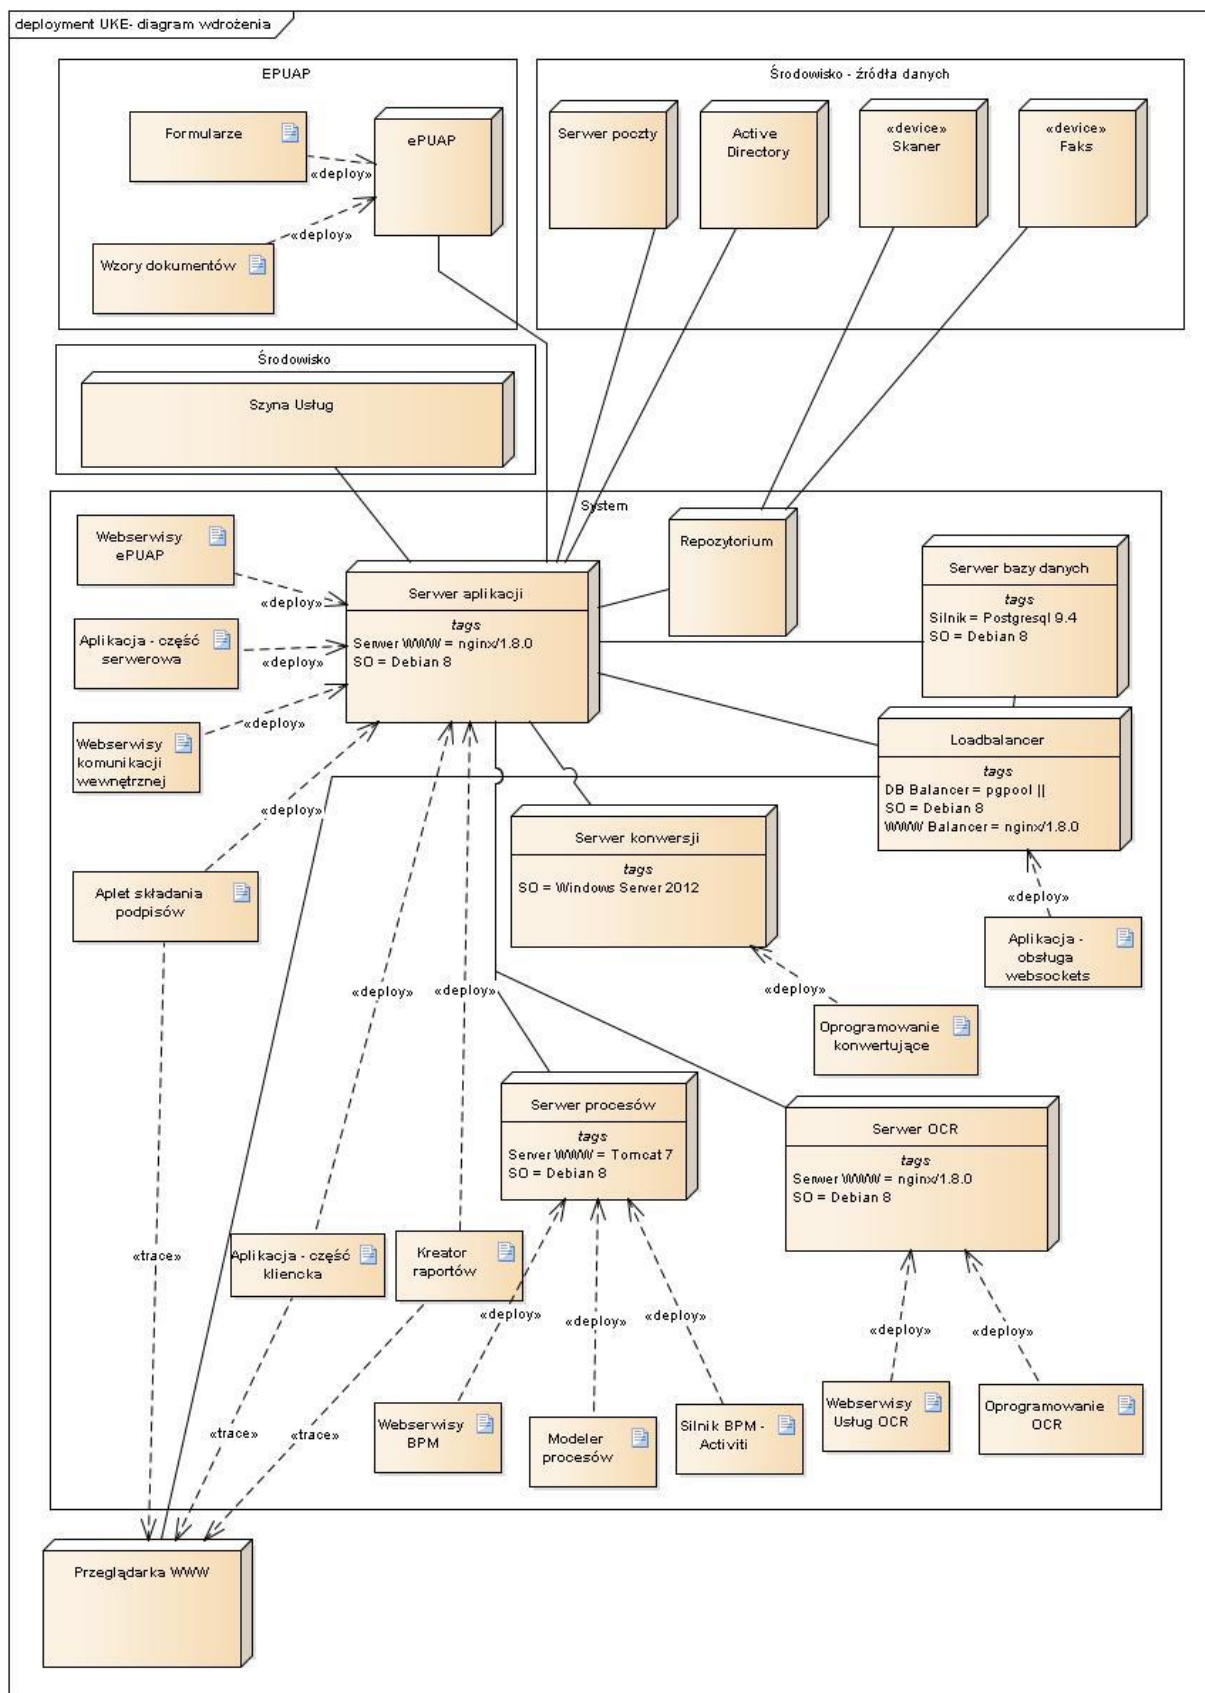 deployment UKE- diagram wdrożenia
EPUAP
Formularze
ePUAP
«deploy»
«deploy»
Wzory dokumentów
Środowisko - źródła danych
Serwer poczty
Active
Directory
«device»
Skaner
«device»
Faks
Środowisko
Szyna Usług
System
Webserwisy
ePUAP
«deploy»
Aplikacja - część
serwerowa
«deploy»
Webserwisy
komunikacji
wewnętrznej
«deploy»
Serwer aplikacji
tags
Serwer WWW = nginx/1.8.0
SO = Debian 8
Repozytorium
Serwer bazy danych
tags
Silnik = Postgresql 9.4
SO = Debian 8
Loadbalancer
tags
DB Balancer = pgpool ||
SO = Debian 8
WWW Balancer = nginx/1.8.0
«deploy»
Aplikacja -
obsługa
websockets
«deploy»
Aplet składania
podpisów
Serwer konwersji
tags
SO = Windows Server 2012
«deploy»
Oprogramowanie
konwertujące
«deploy»
«deploy»
Serwer procesów
tags
Server WWW = Tomcat 7
SO = Debian 8
Serwer OCR
tags
Serwer WWW = nginx/1.8.0
SO = Debian 8
«trace»
Aplikacja - część
kliencka
Kreator
raportów
«deploy»
«deploy»
«deploy»
«deploy»
«deploy»
«trace»
«trace»
Webserwisy
BPM
Modeler
procesów
Silnik BPM -
Activiti
Webserwisy
Usług OCR
Oprogramowanie
OCR
Przeglądarka WWW